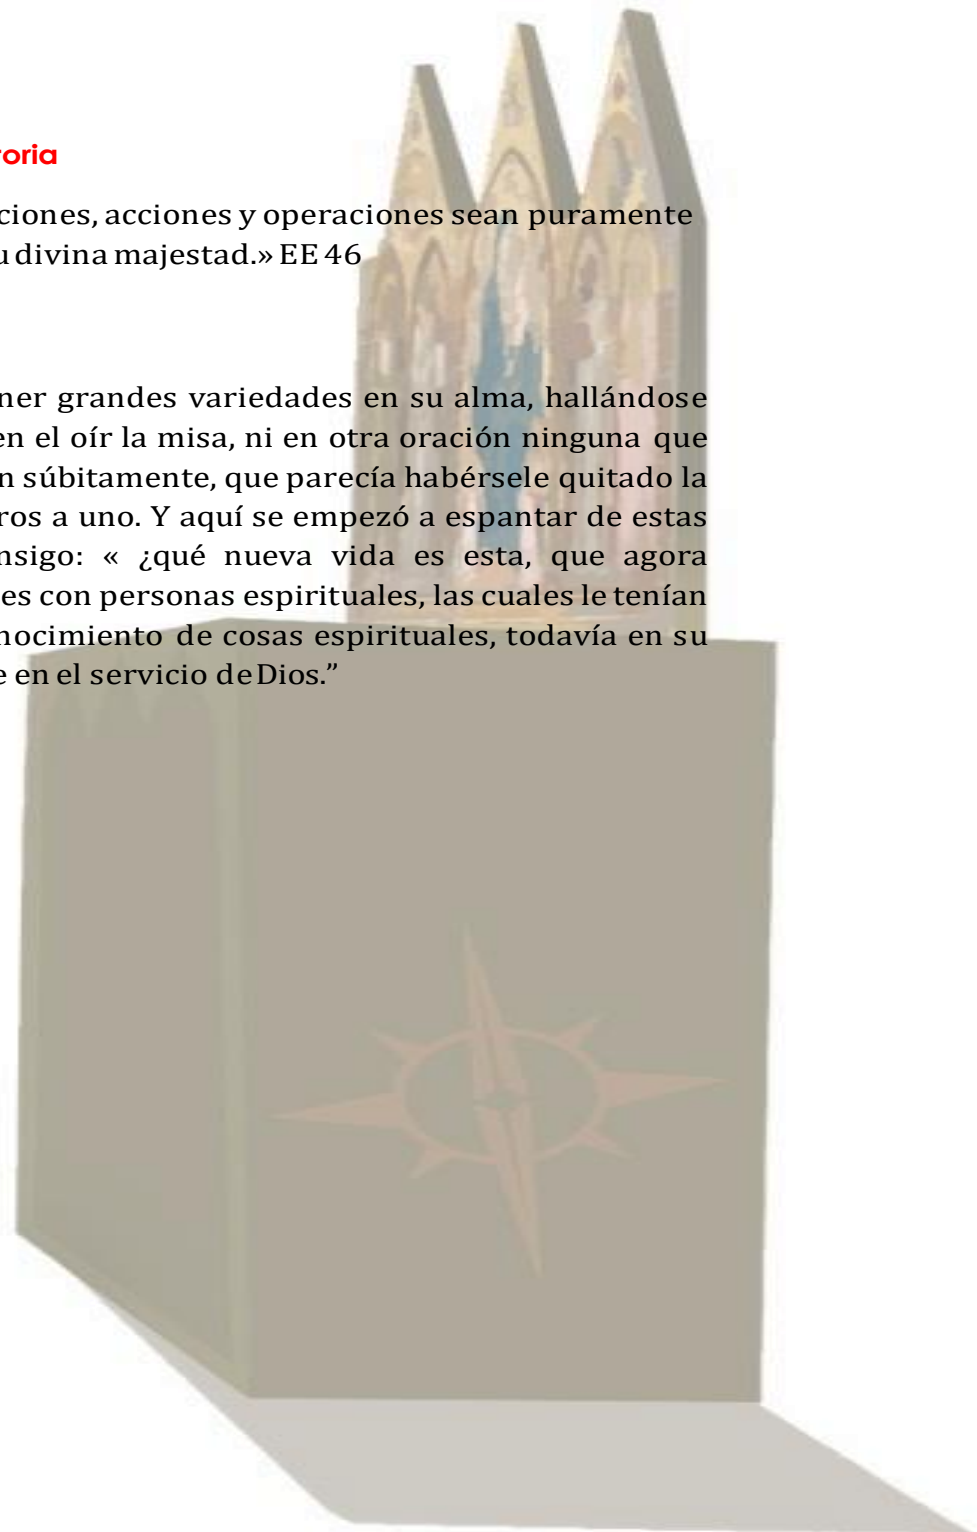 toria
ciones, acciones y operaciones sean puramente
u divina majestad.» EE 46
ner grandes variedades en su alma, hallándose
en el oír la misa, ni en otra oración ninguna que
n súbitamente, que parecía habérsele quitado la
ros a uno. Y aquí se empezó a espantar de estas
nsigo: « ¿qué nueva vida es esta, que agora
es con personas espirituales, las cuales le tenían
nocimiento de cosas espirituales, todavía en su
e en el servicio de Dios.”